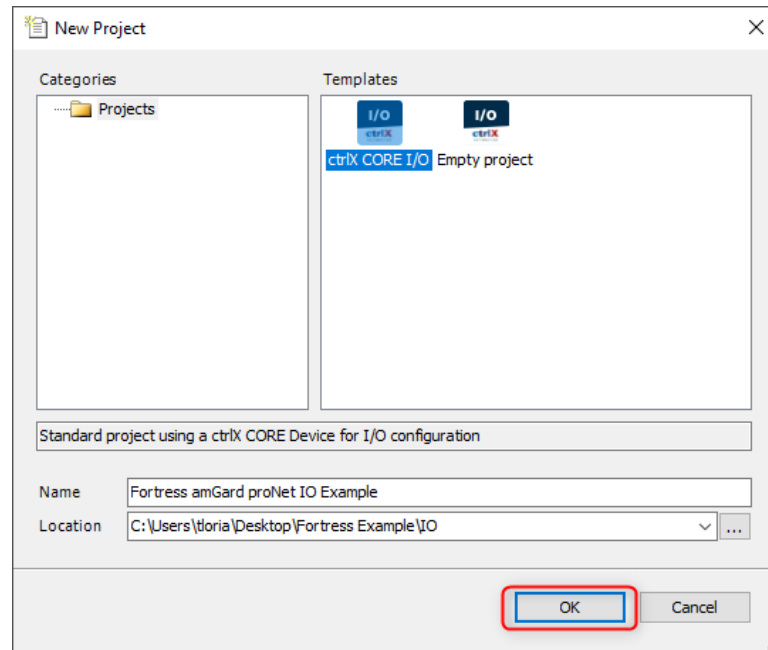 New Project
Categories
Templates
Projects
I/O
ctrlX
I/O
ctrlX
ctrlX CORE I/O
Empty project
Standard project using a ctrlX CORE Device for I/O configuration
Name
Fortress amGard proNet IO Example
Location
C:\Users\tloria\Desktop\Fortress Example\IO
...
OK
Cancel